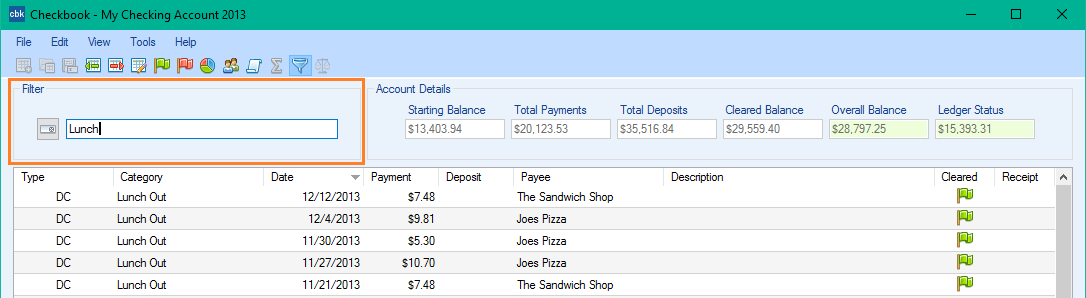 cbk Checkbook - My Checking Account 2013
File Edit View Tools Help
Filter
Lunch
Account Details
Starting Balance Total Payments Total Deposits Cleared Balance Overall Balance Ledger Status
$13,403.94 $20,123.53 $35,516.84 $29,559.40 $28,797.25 $15,393.31
Type Category Date Payment Deposit Payee Description Cleared Receipt
DC Lunch Out 12/12/2013 $7.48 The Sandwich Shop
DC Lunch Out 12/4/2013 $9.81 Joes Pizza
DC Lunch Out 11/30/2013 $5.30 Joes Pizza
DC Lunch Out 11/27/2013 $10.70 Joes Pizza
DC Lunch Out 11/21/2013 $7.48 The Sandwich Shop